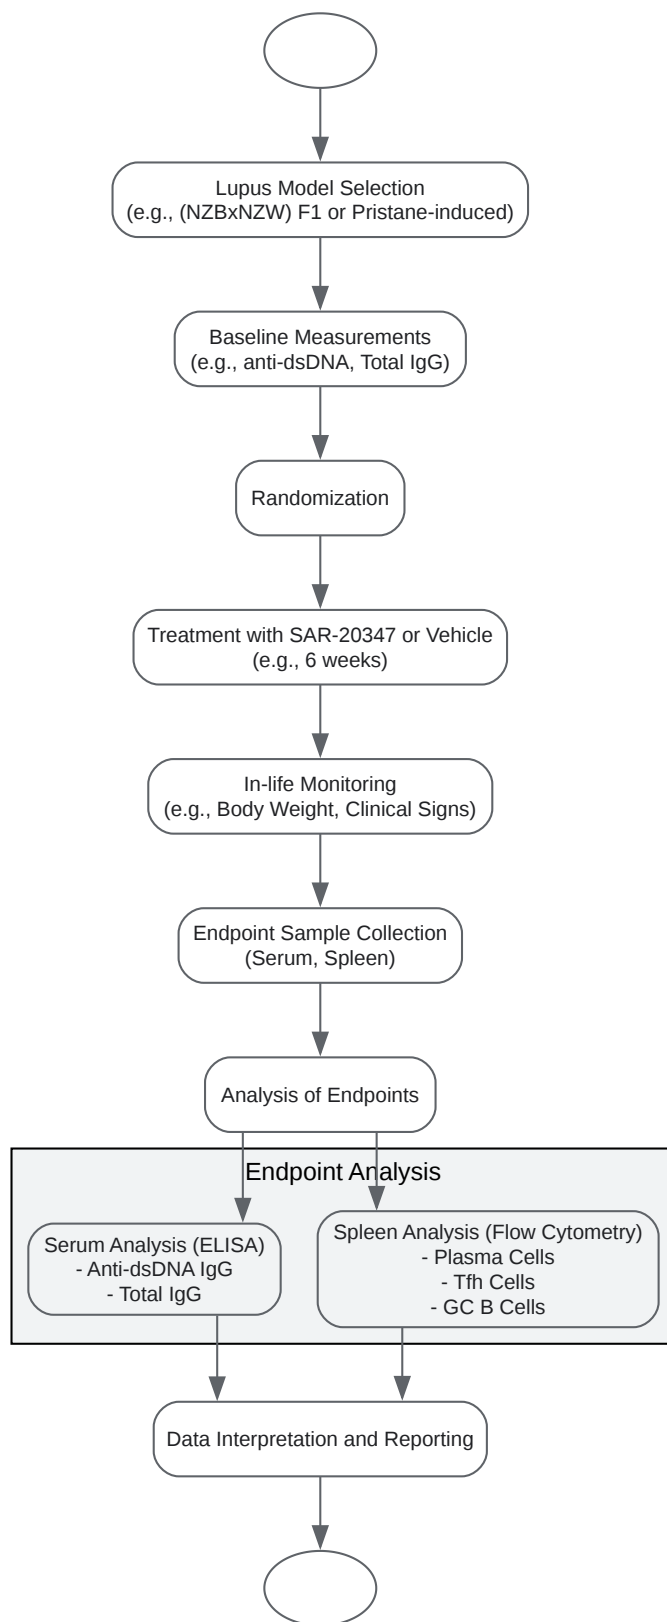 Lupus Model Selection
(e.g., (NZBxNZW) F1 or Pristane-induced)
Baseline Measurements
(e.g., anti-dsDNA, Total IgG)
Randomization
Treatment with SAR-20347 or Vehicle
(e.g., 6 weeks)
In-life Monitoring
(e.g., Body Weight, Clinical Signs)
Endpoint Sample Collection
(Serum, Spleen)
Analysis of Endpoints
Endpoint Analysis
Serum Analysis (ELISA)
- Anti-dsDNA IgG
- Total IgG
Spleen Analysis (Flow Cytometry)
- Plasma Cells
- Tfh Cells
- GC B Cells
Data Interpretation and Reporting